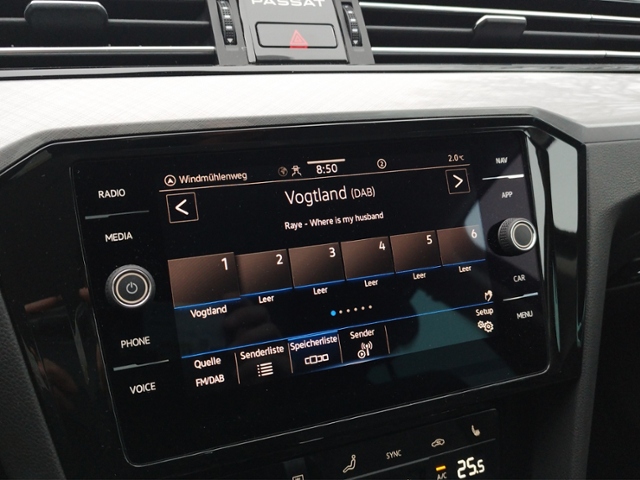 PASSAT
RADIO
MEDIA
PHONE
VOICE
NAV
APP
CAR
MENU
Windmühlenweg
8:50
2
2.0°C
Vogtland (DAB)
Raye - Where is my husband
1 2 3 4 5 6
Vogtland Leer Leer Leer Leer Leer
Setup
Quelle Senderliste Speicherliste Sender
FM/DAB
SYNC
A/C
25.5